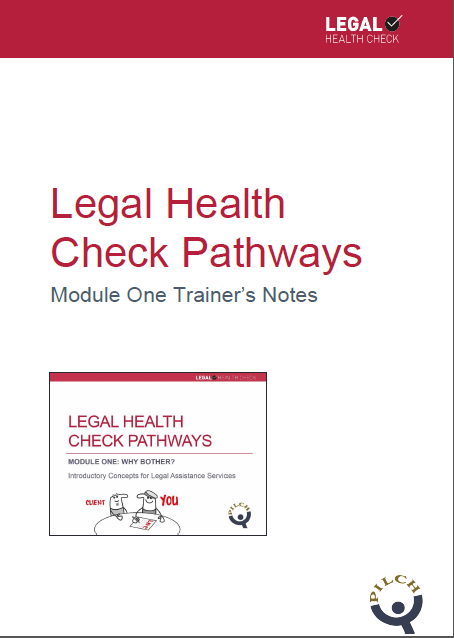 LEGAL
HEALTH CHECK
Legal Health
Check Pathways
Module One Trainer's Notes
LEGAL HEALTH CHECK
LEGAL HEALTH
CHECK PATHWAYS
MODULE ONE: WHY BOTHER?
Introductory Concepts for Legal Assistance Services
CLIENT YOU
PILCH
PILCH